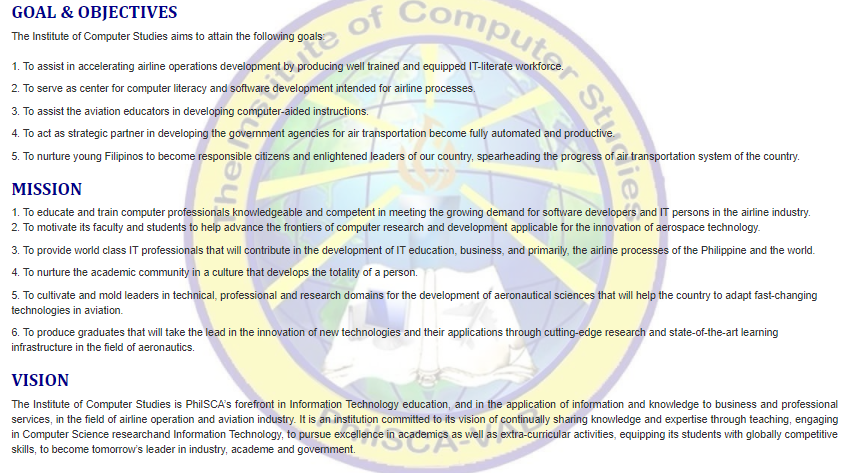 GOAL & OBJECTIVES
The Institute of Computer Studies aims to attain the following goals:
1. To assist in accelerating airline operations development by producing well trained and equipped IT-literate workforce.
2. To serve as center for computer literacy and software development intended for airline processes.
3. To assist the aviation educators in developing computer-aided instructions.
4. To act as strategic partner in developing the government agencies for air transportation become fully automated and productive.
5. To nurture young Filipinos to become responsible citizens and enlightened leaders of our country, spearheading the progress of air transportation system of the country.
MISSION
1. To educate and train computer professionals knowledgeable and competent in meeting the growing demand for software developers and IT persons in the airline industry.
2. To motivate its faculty and students to help advance the frontiers of computer research and development applicable for the innovation of aerospace technology.
3. To provide world class IT professionals that will contribute in the development of IT education, business, and primarily, the airline processes of the Philippine and the world.
4. To nurture the academic community in a culture that develops the totality of a person.
5. To cultivate and mold leaders in technical, professional and research domains for the development of aeronautical sciences that will help the country to adapt fast-changing
technologies in aviation.
6. To produce graduates that will take the lead in the innovation of new technologies and their applications through cutting-edge research and state-of-the-art learning
infrastructure in the field of aeronautics.
VISION
The Institute of Computer Studies is PhilSCA's forefront in Information Technology education, and in the application of information and knowledge to business and professional
services, in the field of airline operation and aviation industry. It is an institution committed to its vision of continually sharing knowledge and expertise through teaching, engaging
in Computer Science researchand Information Technology, to pursue excellence in academics as well as extra-curricular activities, equipping its students with globally competitive
skills, to become tomorrow's leader in industry, academe and government.
The Institute of Computer Studies
PhilSCA-VAB